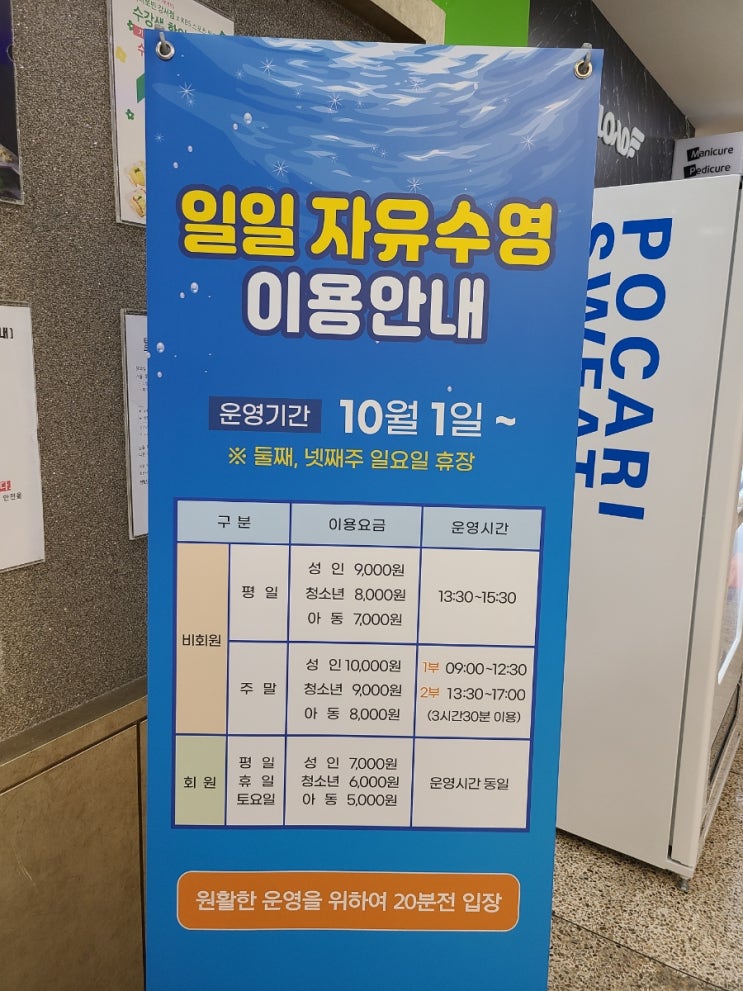 수강생
일일 자유수영
이용안내
운영기간 10월 1일 ~
※ 둘째, 넷째주 일요일 휴장
구 분 이용요금 운영시간
비회원
평 일
성 인 9,000원
청소년 8,000원
아 동 7,000원
13:30~15:30
주 말
성 인 10,000원
청소년 9,000원
아 동 8,000원
1부 09:00~12:30
2부 13:30~17:00
(3시간30분 이용)
회 원
평 일
휴 일
토요일
성 인 7,000원
청소년 6,000원
아 동 5,000원
운영시간 동일
원활한 운영을 위하여 20분전 입장
Manicure
Pedicure
POCARI
SWEAT